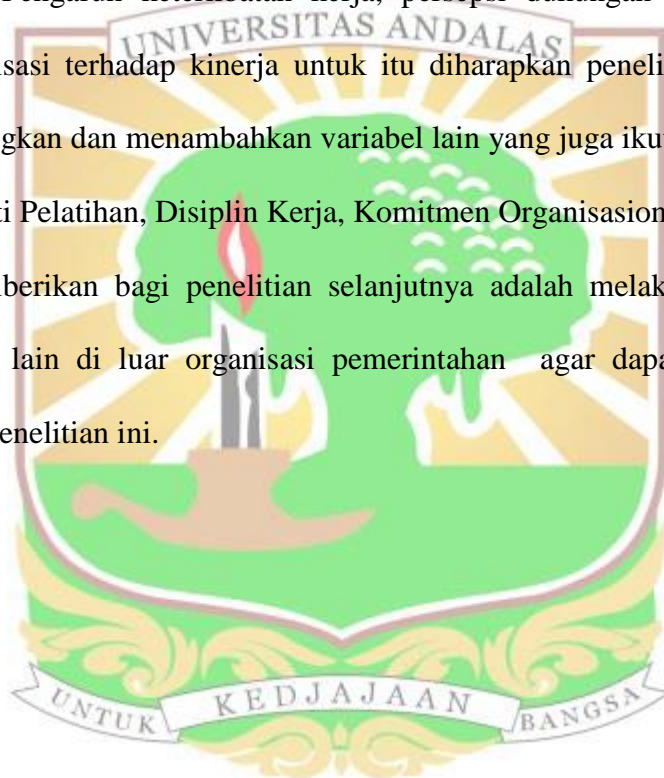 Pengaruh keterlibatan kerja, persepsi dukungan
UNIVERSITAS ANDALAS
isasi terhadap kinerja untuk itu diharapkan peneli
gkan dan menambahkan variabel lain yang juga ikut
ti Pelatihan, Disiplin Kerja, Komitmen Organisasion
berikan bagi penelitian selanjutnya adalah melak
lain di luar organisasi pemerintahan agar dapa
enelitian ini.
UNTUK KEDJAJAAN BANGSA